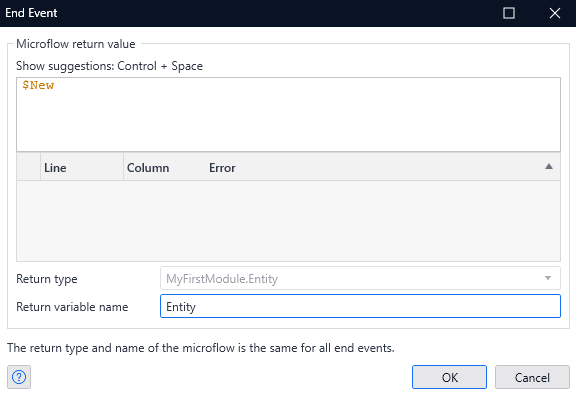 End Event
Microflow return value
Show suggestions: Control + Space
$New
Line Column Error
Return type MyFirstModule.Entity
Return variable name Entity
The return type and name of the microflow is the same for all end events.
? OK Cancel